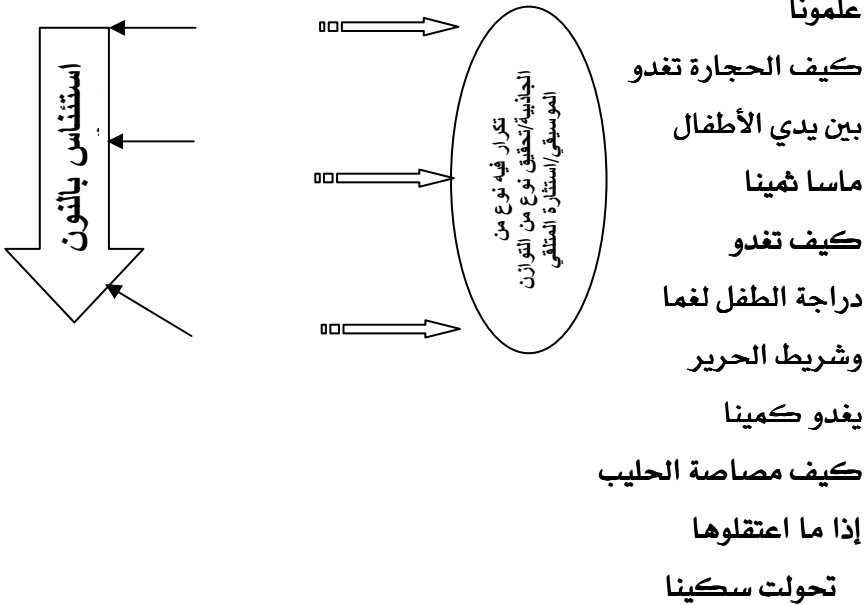 علمونا
كيف الحجارة تغدو
بين يدي الأطفال
ماسا ثمينا
كيف تغدو
دراجة الطفل لغما
وشريط الحرير
يغدو كمينا
كيف مصاصة الحليب
إذا ما اعتقلوها
تحولت سكينا
تكرار فيه نوع من
الجاذبية/تحقيق نوع من التوازن
الموسيقي/استثارة المتلقي
استئناس بالنون